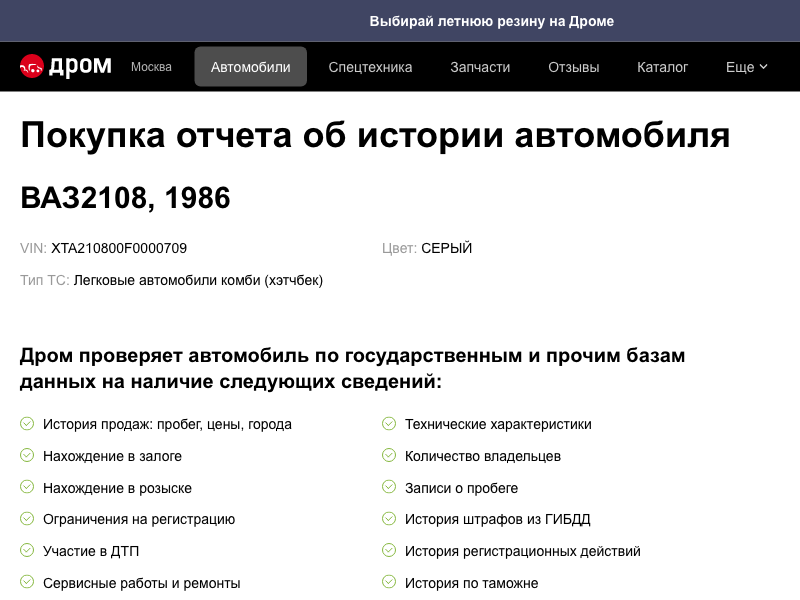 Выбирай летнюю резину на Дроме
дром Москва Автомобили Спецтехника Запчасти Отзывы Каталог Еще
Покупка отчета об истории автомобиля
ВАЗ2108, 1986
VIN: XTA210800F0000709 Цвет: СЕРЫЙ
Тип ТС: Легковые автомобили комби (хэтчбек)
Дром проверяет автомобиль по государственным и прочим базам
данных на наличие следующих сведений:
История продаж: пробег, цены, города Технические характеристики
Нахождение в залоге Количество владельцев
Нахождение в розыске Записи о пробеге
Ограничения на регистрацию История штрафов из ГИБДД
Участие в ДТП История регистрационных действий
Сервисные работы и ремонты История по таможне